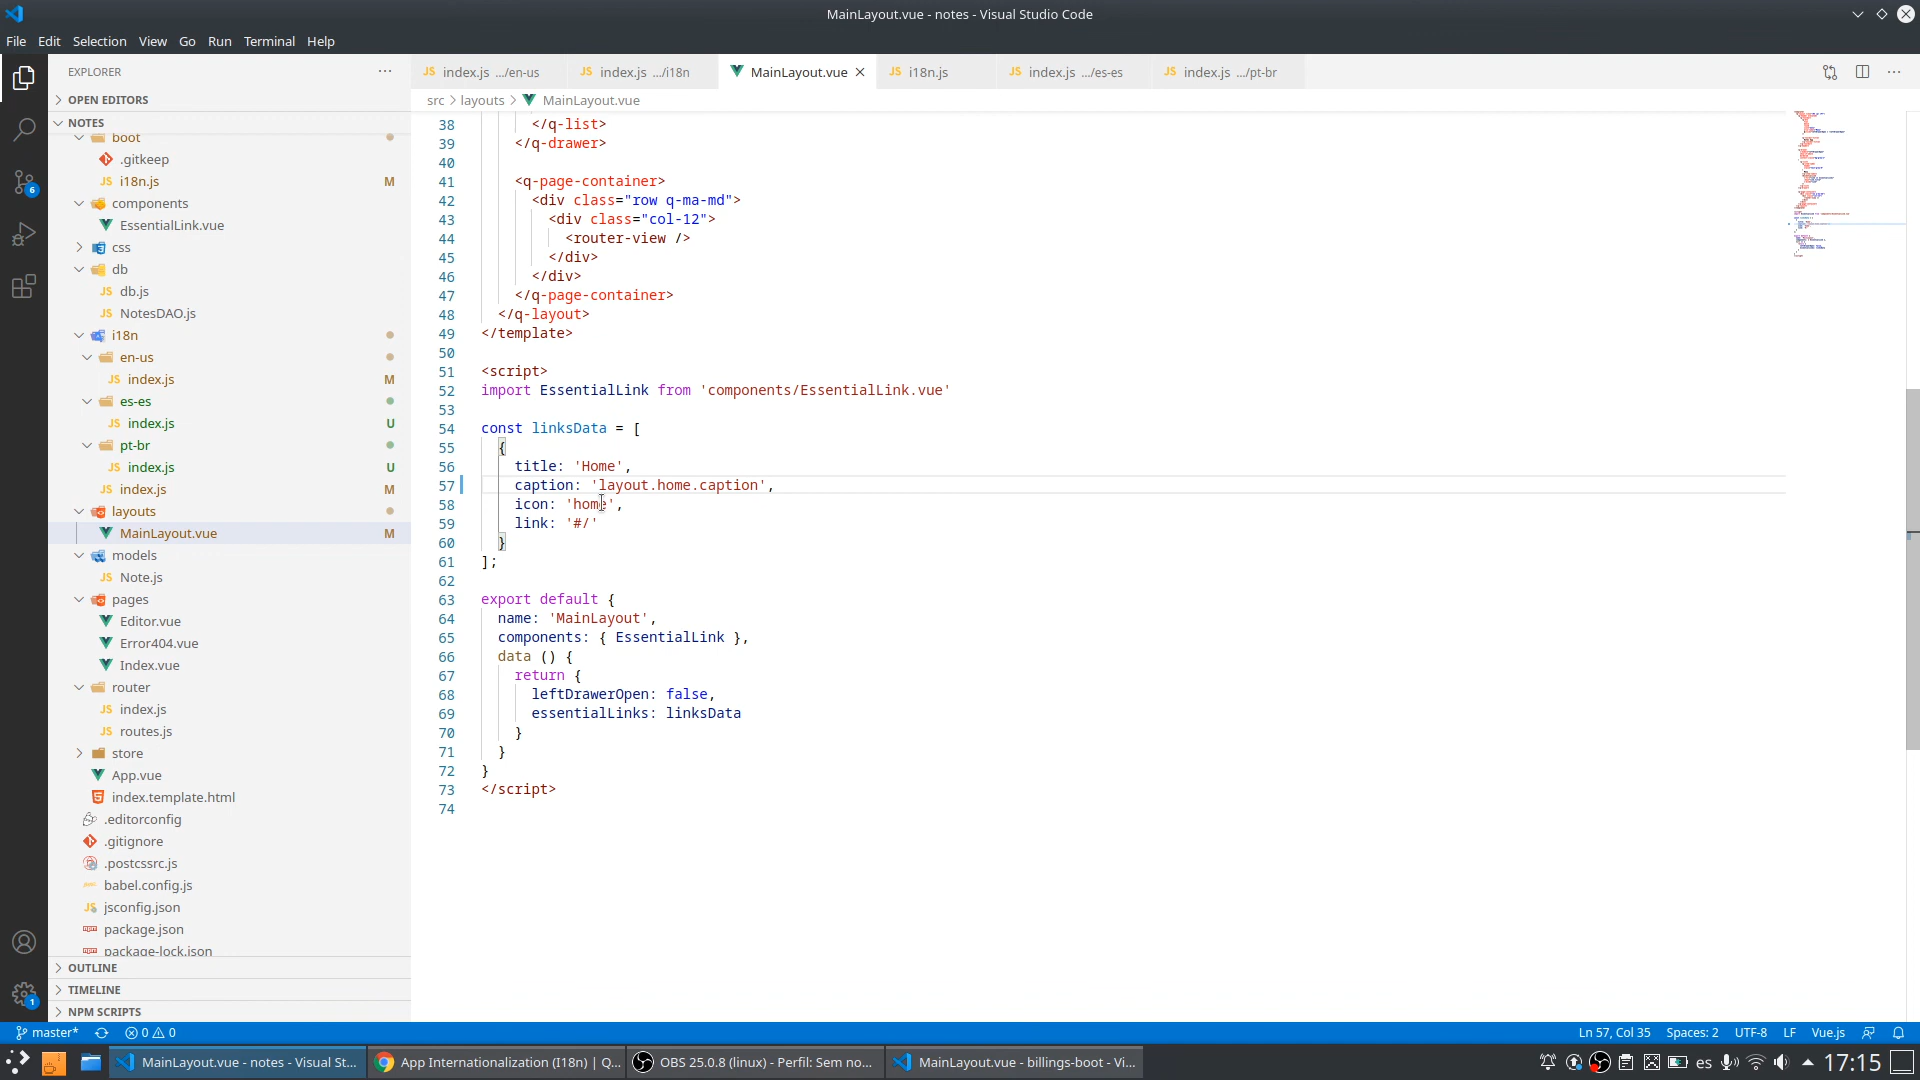 MainLayout.vue - notes - Visual Studio Code
File Edit Selection View Go Run Terminal Help
EXPLORER
OPEN EDITORS
NOTES
boot
.gitkeep
JS i18n.js M
components
EssentialLink.vue
css
db
JS db.js
JS NotesDAO.js
i18n
en-us
JS index.js M
es-es
JS index.js U
pt-br
JS index.js U
JS index.js M
layouts
MainLayout.vue M
models
JS Note.js
pages
Editor.vue
Error404.vue
Index.vue
router
JS index.js
JS routes.js
store
App.vue
index.template.html
.editorconfig
.gitignore
.postcssrc.js
babel.config.js
jsconfig.json
package.json
package-lock.json
OUTLINE
TIMELINE
NPM SCRIPTS
6
1
JS index.js .../en-us JS index.js .../i18n MainLayout.vue JS i18n.js JS index.js .../es-es JS index.js .../pt-br
src > layouts > MainLayout.vue
38 </q-list>
39 </q-drawer>
40
41 <q-page-container>
42 <div class="row q-ma-md">
43 <div class="col-12">
44 <router-view />
45 </div>
46 </div>
47 </q-page-container>
48 </q-layout>
49 </template>
50
51 <script>
52 import EssentialLink from 'components/EssentialLink.vue'
53
54 const linksData = [
55 {
56 title: 'Home',
57 caption: 'layout.home.caption',
58 icon: 'home',
59 link: '#/'
60 }
61 ];
62
63 export default {
64 name: 'MainLayout',
65 components: { EssentialLink },
66 data () {
67 return {
68 leftDrawerOpen: false,
69 essentialLinks: linksData
70 }
71 }
72 }
73 </script>
74
master* 0 0 Ln 57, Col 35 Spaces: 2 UTF-8 LF Vue.js
MainLayout.vue - notes - Visual St... App Internationalization (I18n) | Q... OBS 25.0.8 (linux) - Perfil: Sem no... MainLayout.vue - billings-boot - Vi... es 17:15